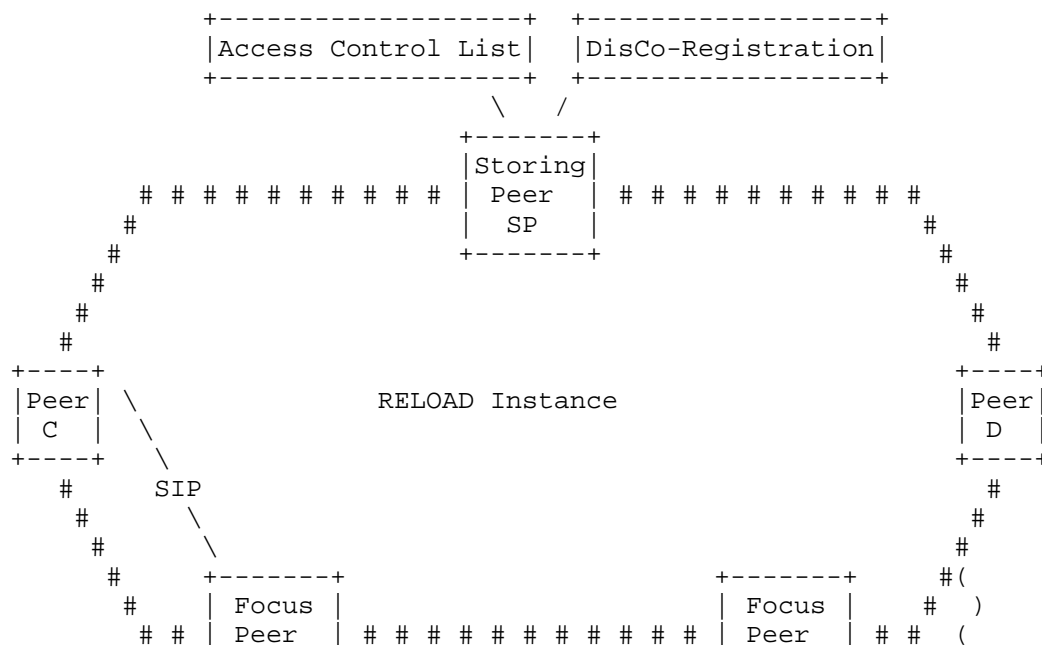 +-------------------+  +------------------+
|Access Control List|  |DisCo-Registration|
+-------------------+  +------------------+
\   /
+-------+
|Storing|
# # # # # # # # # # |  Peer | # # # # # # # # # #
#                    |   SP  |                    #
#                     +-------+                     #
#                                                     #
#                                                       #
#                                                         #
+----+                                                    +----+
|Peer|  \              RELOAD Instance                    |Peer|
|  C |   \                                                |  D |
+----+    \                                               +----+
#     SIP                                                 #
#      \                                                 #
#      \                                              #
#     +-------+                       +-------+     #(
#    | Focus |                       | Focus |    #  )
# # | Peer  | # # # # # # # # # # # | Peer  | # #  (